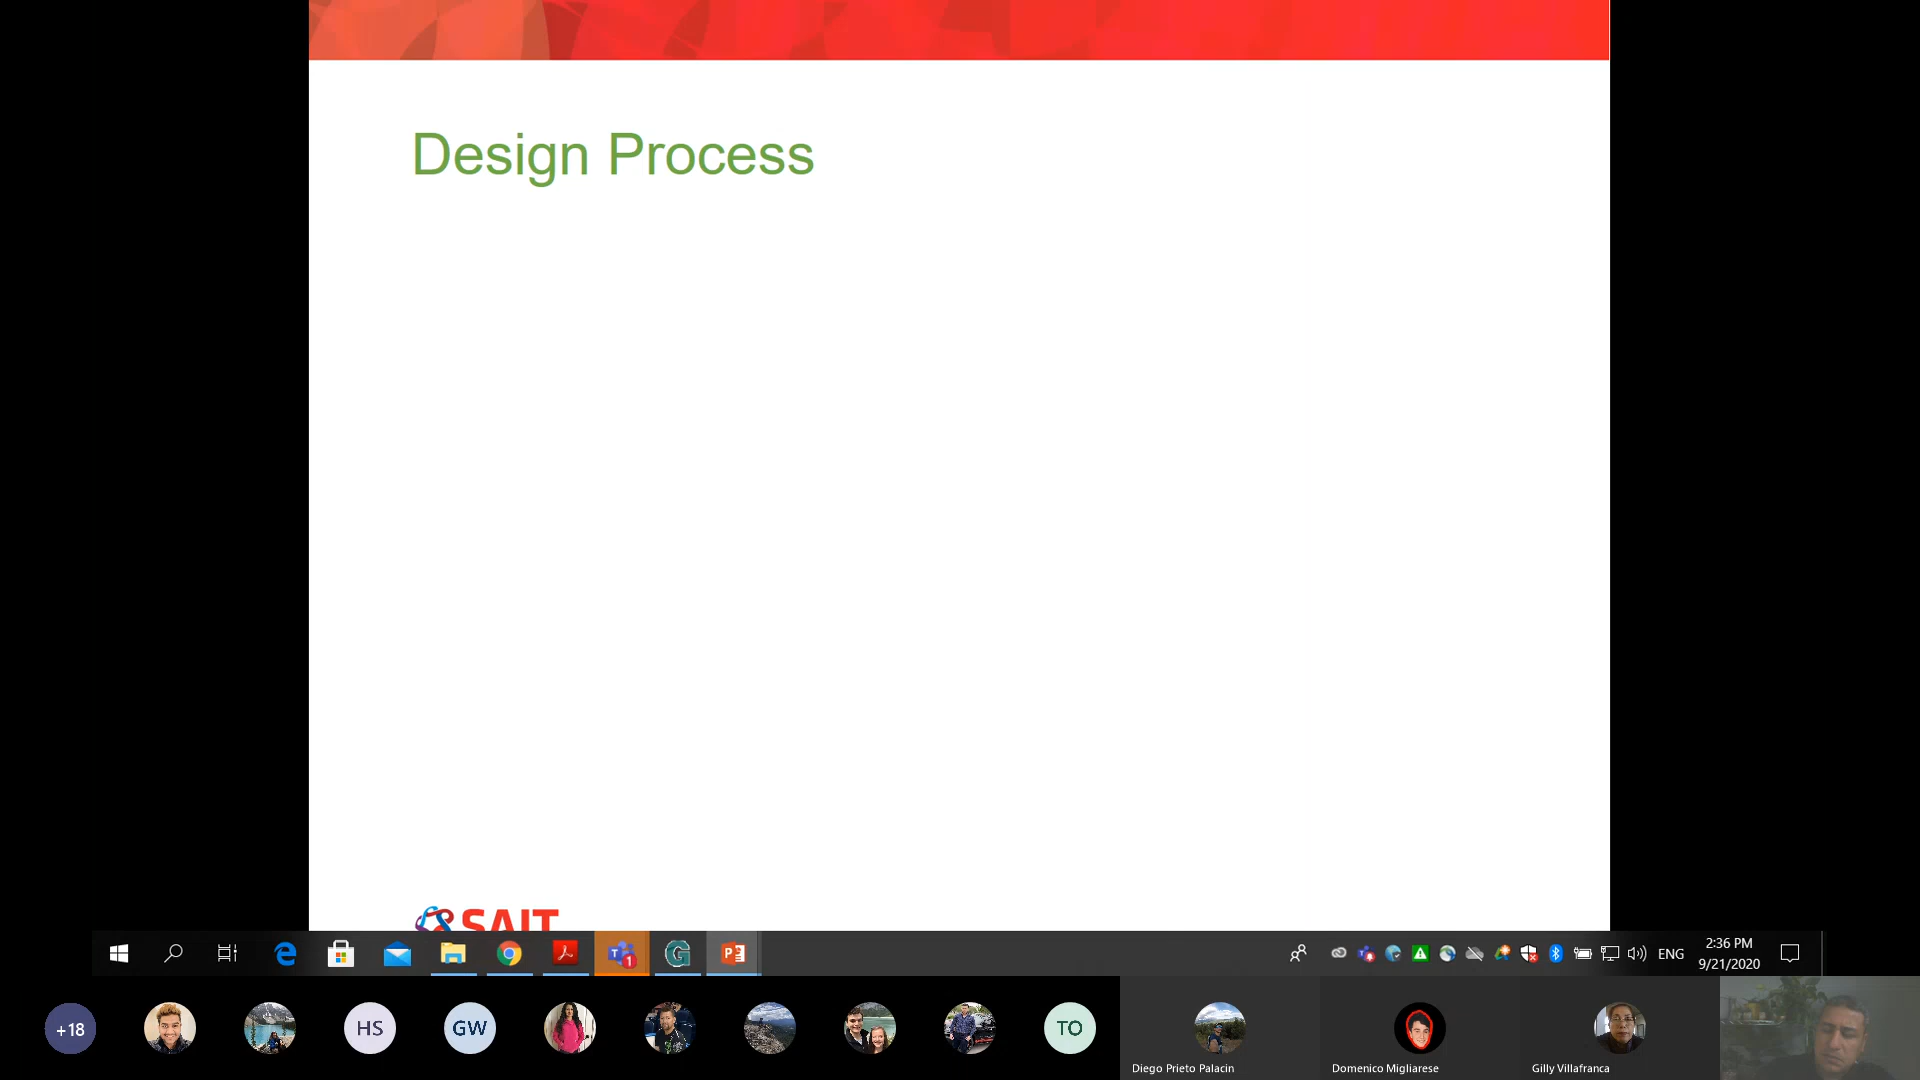 Design Process
SAIT
ENG
2:36 PM
9/21/2020
+18
HS
GW
TO
Diego Prieto Palacin
Domenico Migliarese
Gilly Villafranca